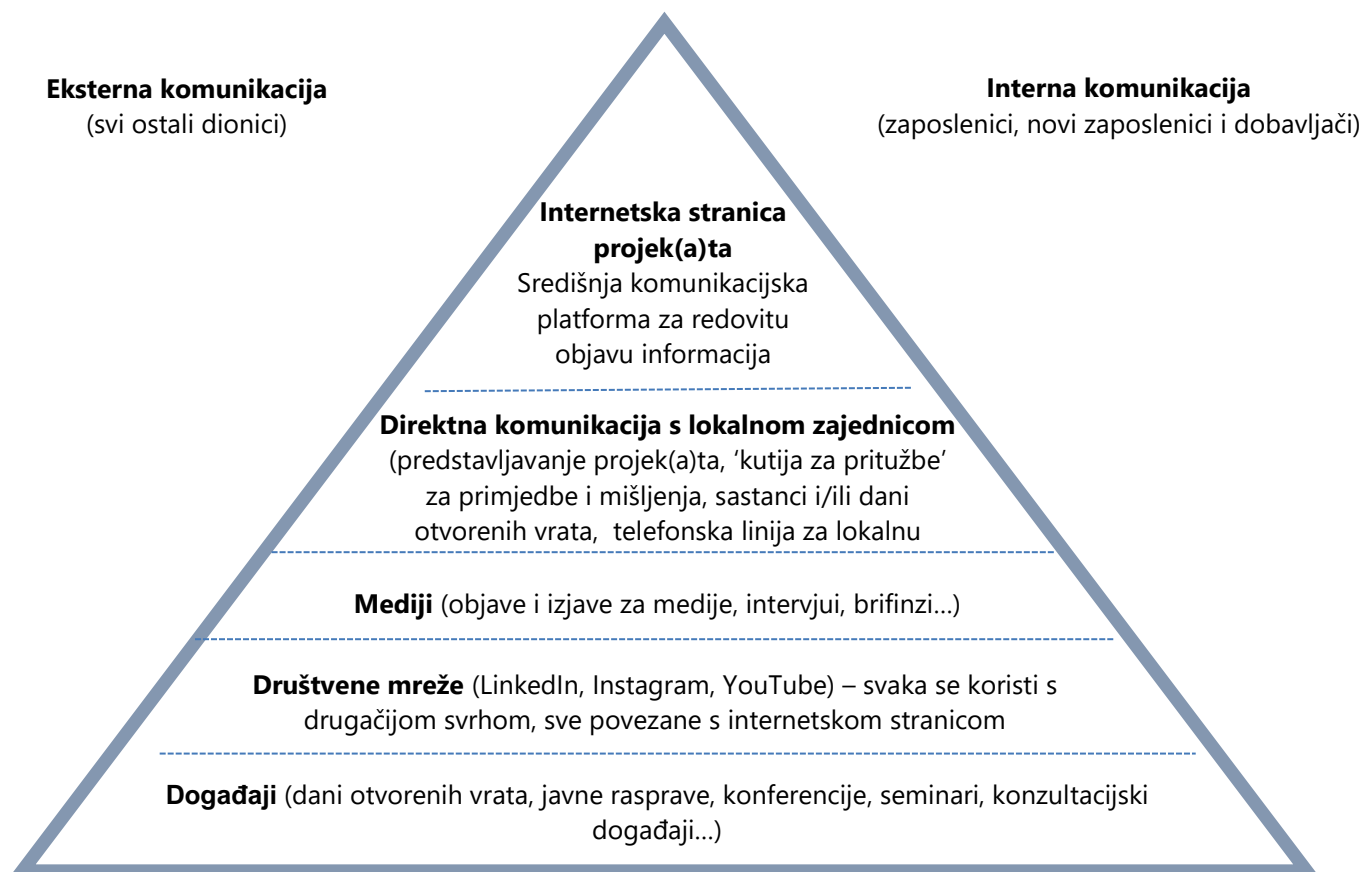 Eksterna komunikacija
(svi ostali dionici)
Interna komunikacija
(zaposlenici, novi zaposlenici i dobavljači)
Internetska stranica
projek(a)ta
Središnja komunikacijska
platforma za redovitu
objavu informacija
Direktna komunikacija s lokalnom zajednicom
(predstavljavanje projek(a)ta, ‘kutija za pritužbe’
za primjedbe i mišljenja, sastanci i/ili dani
otvorenih vrata,  telefonska linija za lokalnu
Mediji (objave i izjave za medije, intervjui, brifinzi…)
Društvene mreže (LinkedIn, Instagram, YouTube) – svaka se koristi s
drugačijom svrhom, sve povezane s internetskom stranicom
Događaji (dani otvorenih vrata, javne rasprave, konferencije, seminari, konzultacijski
događaji…)